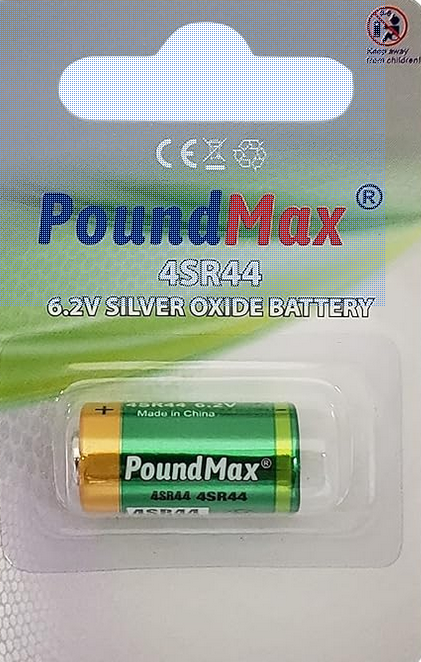 Keep away
from children!
CE
PoundMax®
4SR44
6.2V SILVER OXIDE BATTERY
+ 4SR44 6.2V -
Made in China
PoundMax®
4SR44 4SR44
4SR44